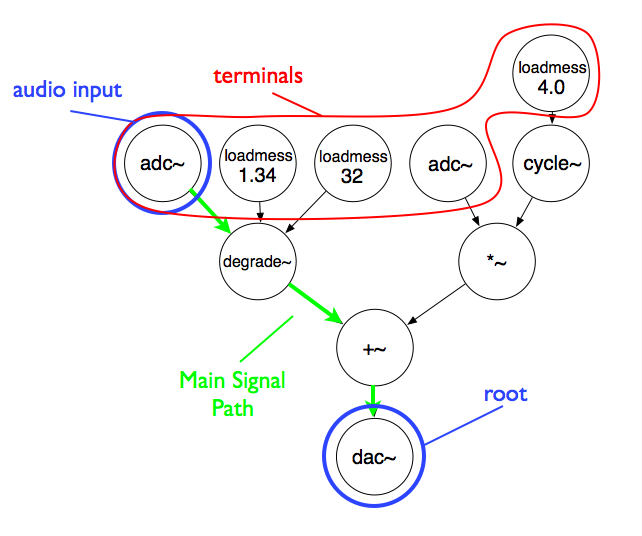 loadmess
4.0
terminals
audio input
adc~
loadmess
1.34
loadmess
32
adc~
cycle~
degrade~
*~
+~
Main Signal
Path
root
dac~